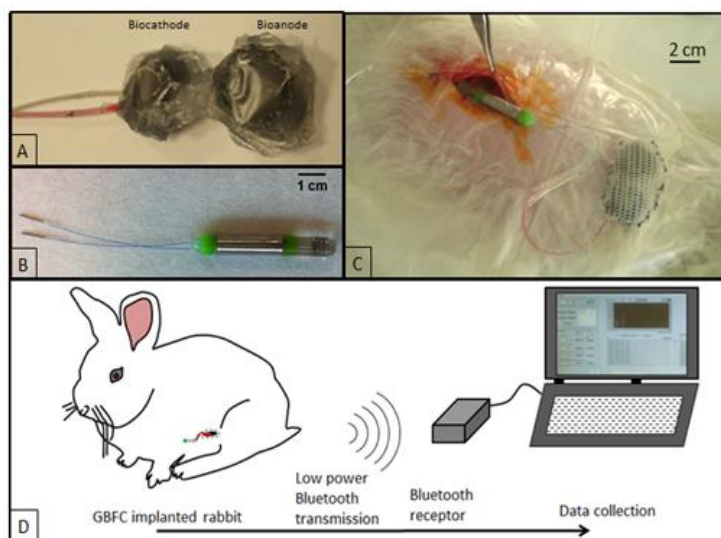 Biocathode
Bioanode
A
1 cm
B
2 cm
C
Low power
Bluetooth
transmission
Bluetooth
receptor
GBFC implanted rabbit
Data collection
D